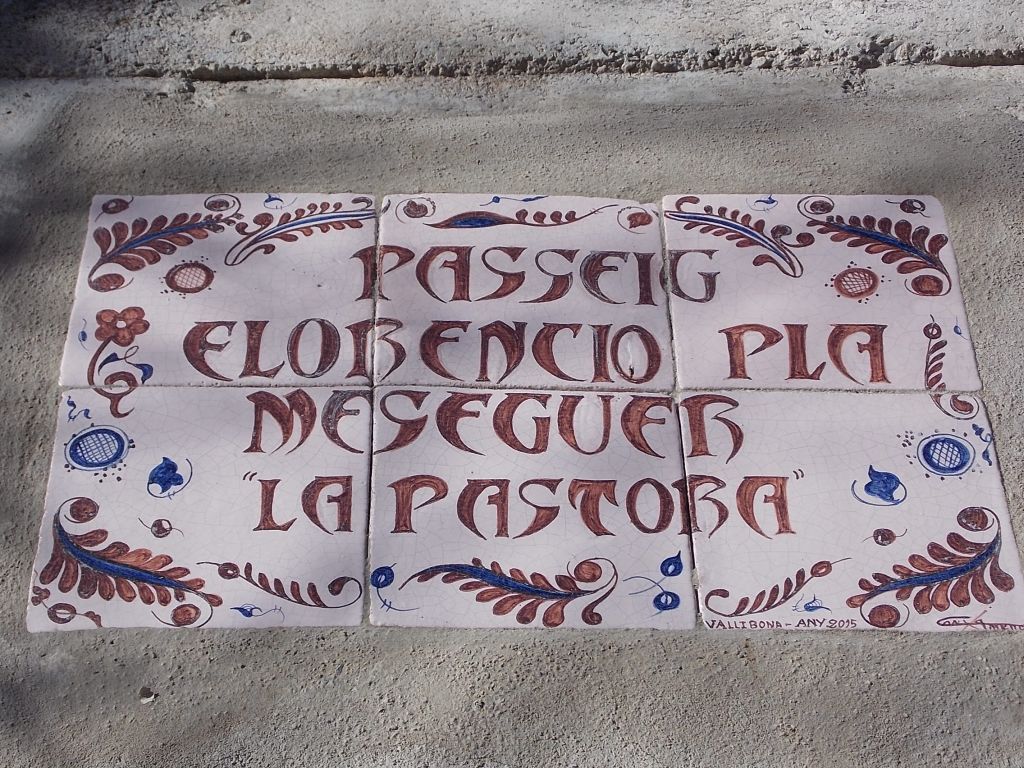 PASSEIG
FLORENCIO PLA
MESEGUER
"LA PASTORA"
VALLIBONA - ANY 2015